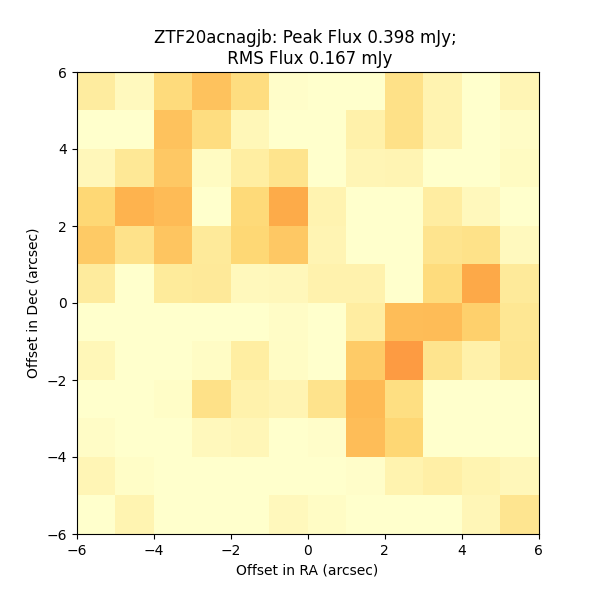 ZTF20acnagjb: Peak Flux 0.398 mJy;
RMS Flux 0.167 mJy
6
4
2
0
−2
−4
−6
Offset in Dec (arcsec)
−6 −4 −2 0 2 4 6
Offset in RA (arcsec)